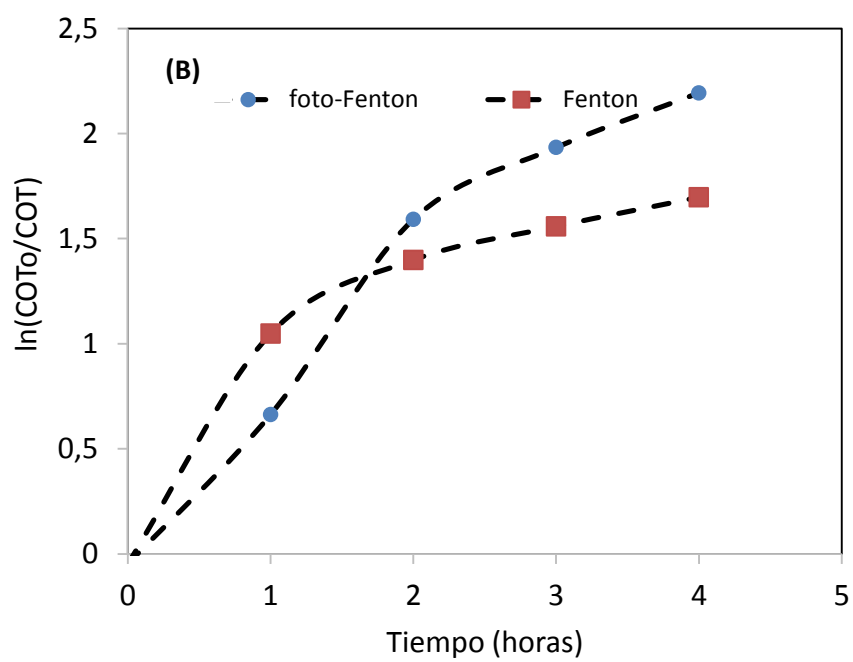 (B)
foto-Fenton
Fenton
ln(COTo/COT)
2,5
2
1,5
1
0,5
0
0 1 2 3 4 5
Tiempo (horas)